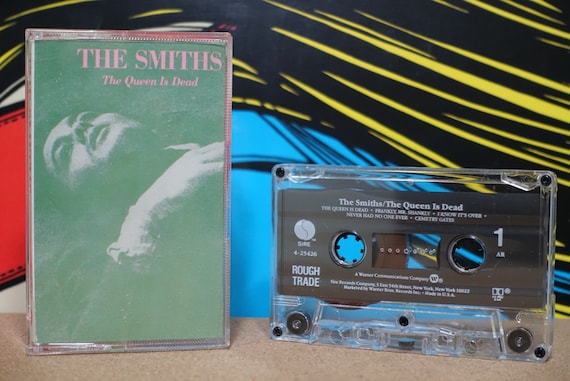 THE SMITHS
The Queen Is Dead
The Smiths/The Queen Is Dead
THE QUEEN IS DEAD • FRANKLY, MR. SHANKLY • I KNOW IT'S OVER •
NEVER HAD NO ONE EVER • CEMETRY GATES
SIRE
4-25426
1
AR
ROUGH
TRADE
A Warner Communications Company
Sire Records Company, 3 East 54th Street, New York, New York 10022
Marketed by Warner Bros. Records Inc. • Made in U.S.A.